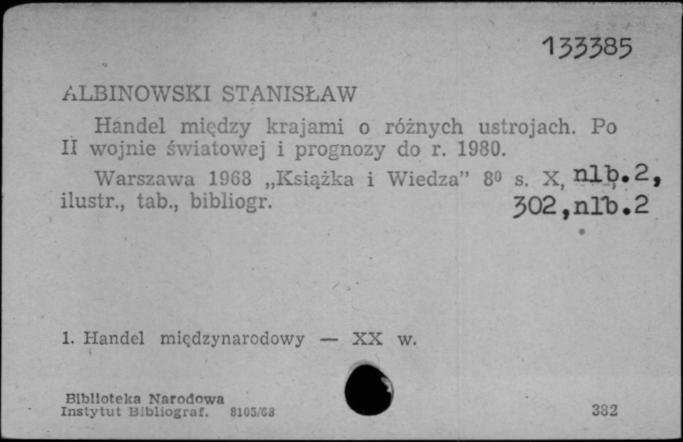 133385
ALBINOWSKI STANISŁAW
Handel między krajami o różnych ustrojach. Po
II wojnie światowej i prognozy do r. 1980.
Warszawa 1968 „Książka i Wiedza” 8⁰ s. X, nlb.2,
ilustr., tab., bibliogr. 302,nlb.2
1. Handel międzynarodowy — XX w.
Biblioteka Narodowa
Instytut Bibliograf. 8105/68 382